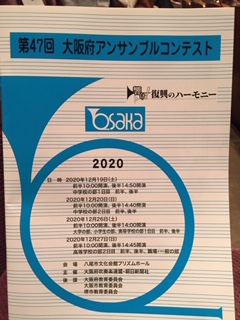 第47回 大阪府アンサンブルコンテスト
復興のハーモニー
Osaka
2020
日 時 2020年12月19日(土)
前半10:00開演、後半14:50開演
中学校の部1日目 前半、後半
2020年12月20日(日)
前半10:00開演、後半14:40開演
中学校の部2日目 前半、後半
2020年12月26日(土)
前半10:00開演、後半14:00開演
大学の部、小学生の部、高等学校の部1日目 前半、後半
2020年12月27日(日)
前半10:00開演、後半14:45開演
高等学校の部2日目 前半、後半、職場・一般の部
会 場 八尾市文化会館プリズムホール
主 催 大阪府吹奏楽連盟・朝日新聞社
後 援 大阪府教育委員会
大阪市教育委員会
堺市教育委員会